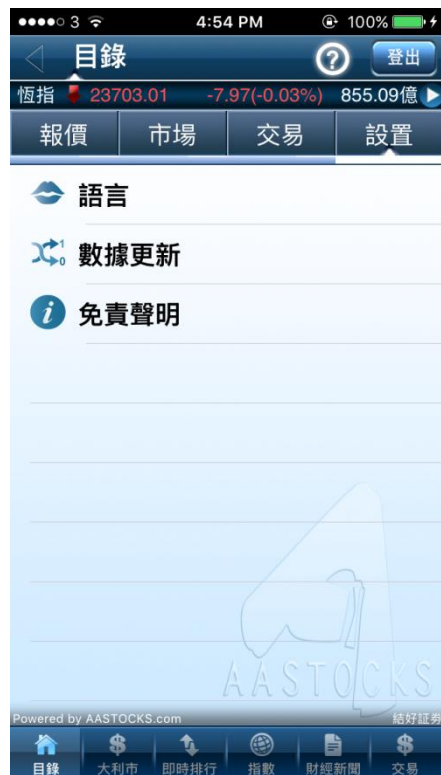 3 4:54 PM 100%
目錄 ? 登出
恆指 23703.01 -7.97(-0.03%) 855.09億
報價 市場 交易 設置
語言
數據更新
免責聲明
AASTOCKS
Powered by AASTOCKS.com 結好証券
目錄 大利市 即時排行 指數 財經新聞 交易